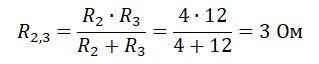 R₂,₃ = (R₂ · R₃)/(R₂ + R₃) = (4 · 12)/(4 + 12) = 3 Ом